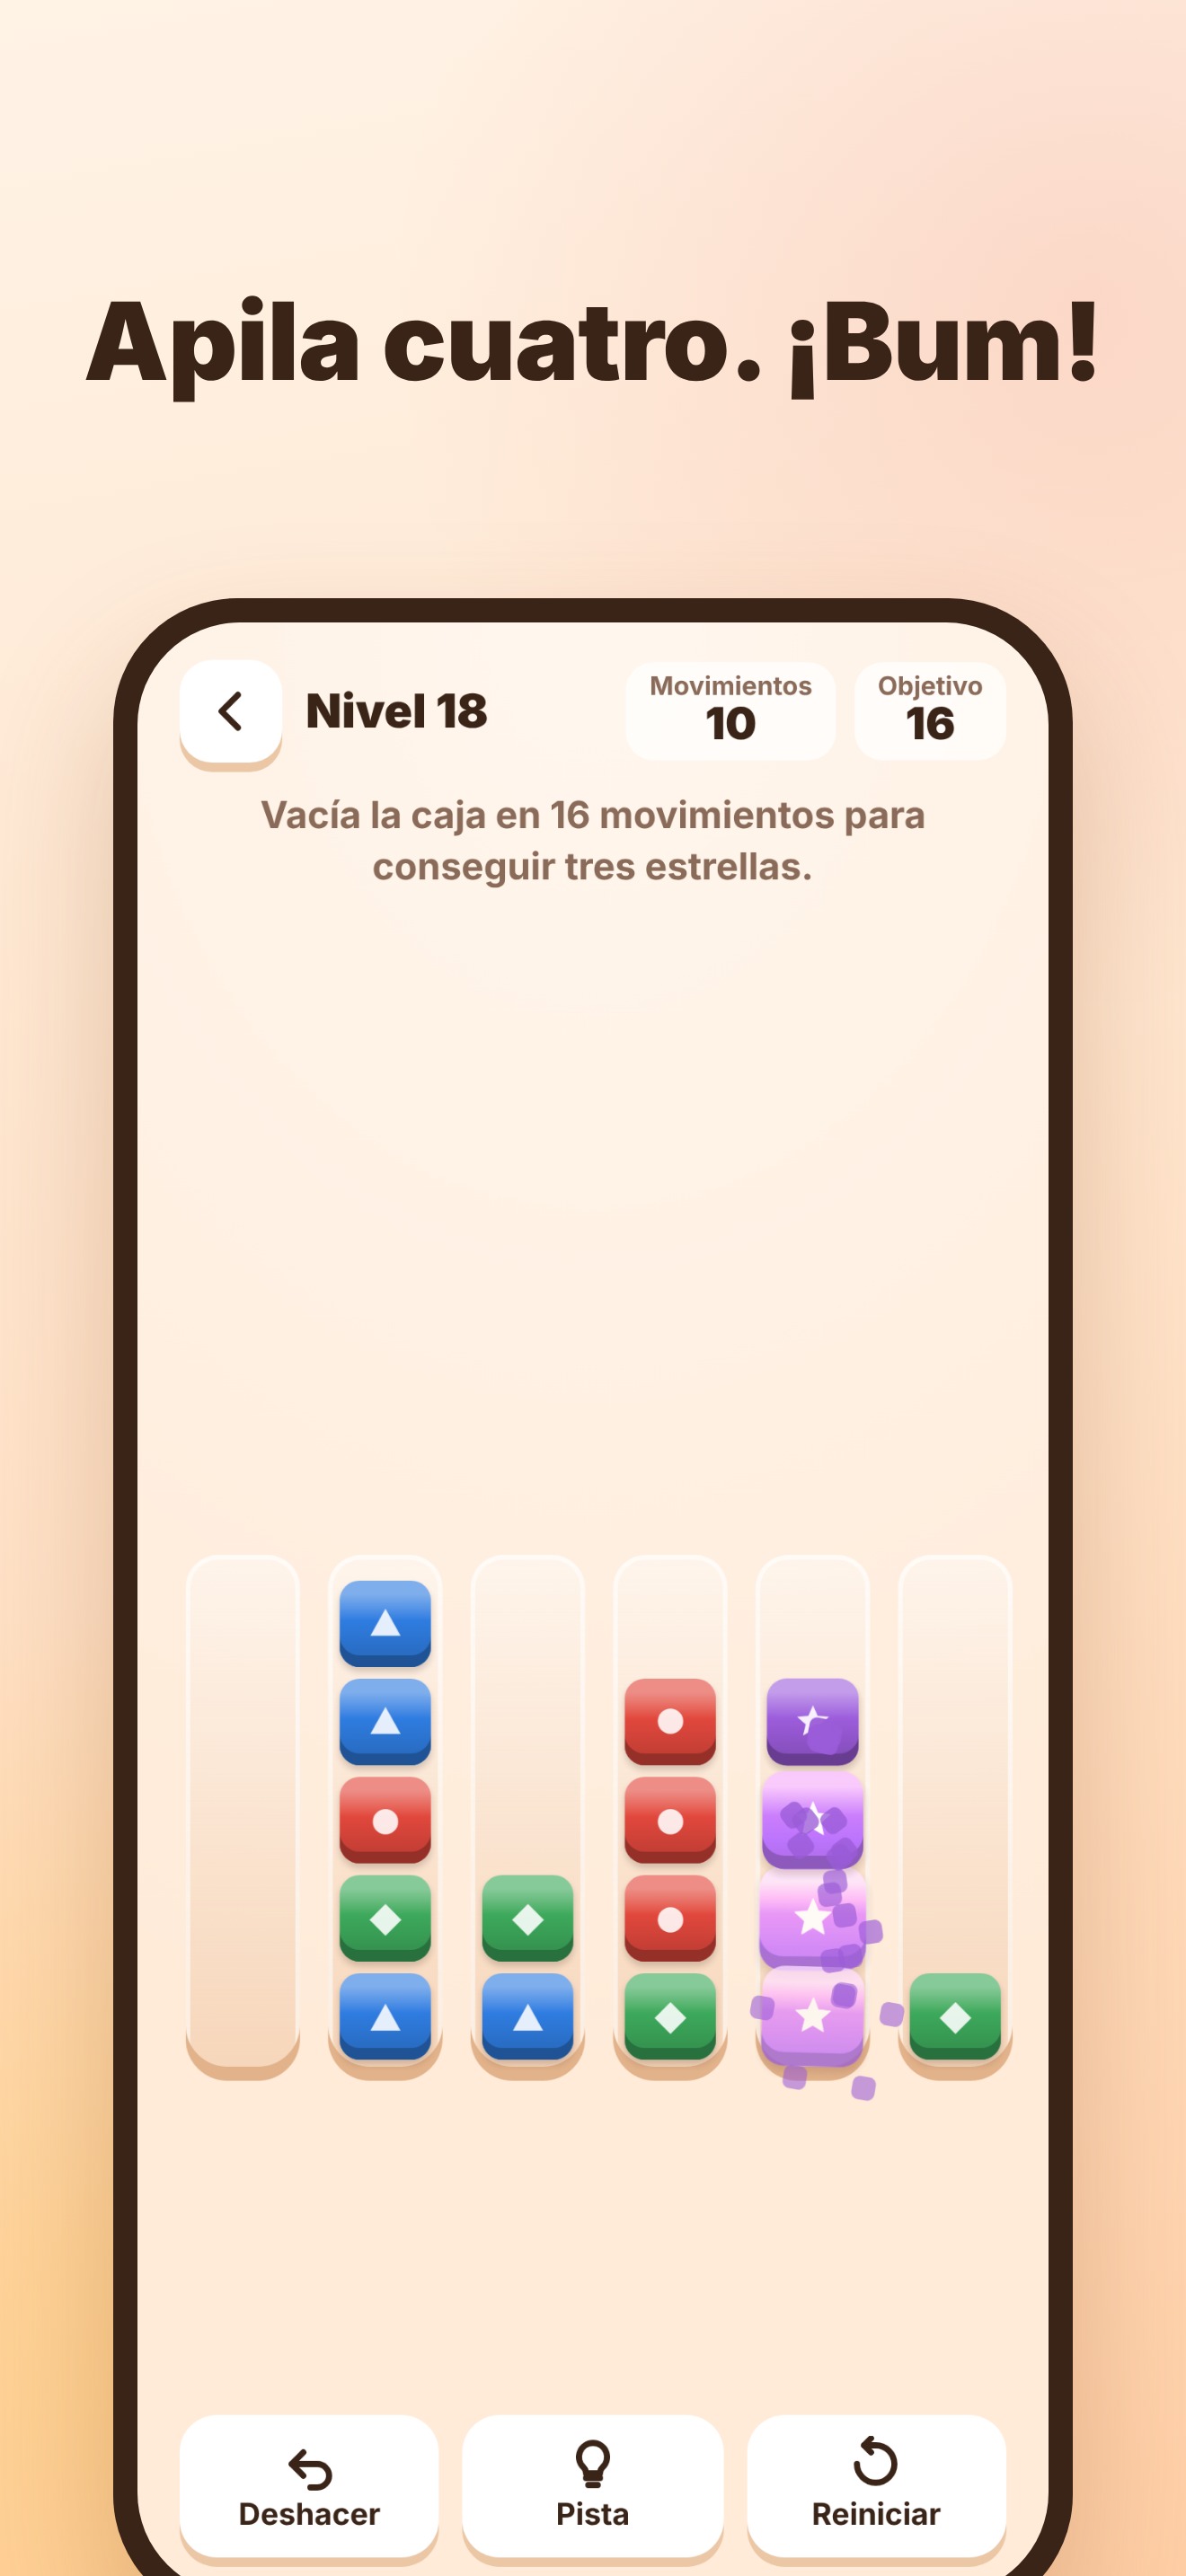 Apila cuatro. ¡Bum!
Nivel 18
Movimientos
10
Objetivo
16
Vacía la caja en 16 movimientos para
conseguir tres estrellas.
Deshacer
Pista
Reiniciar